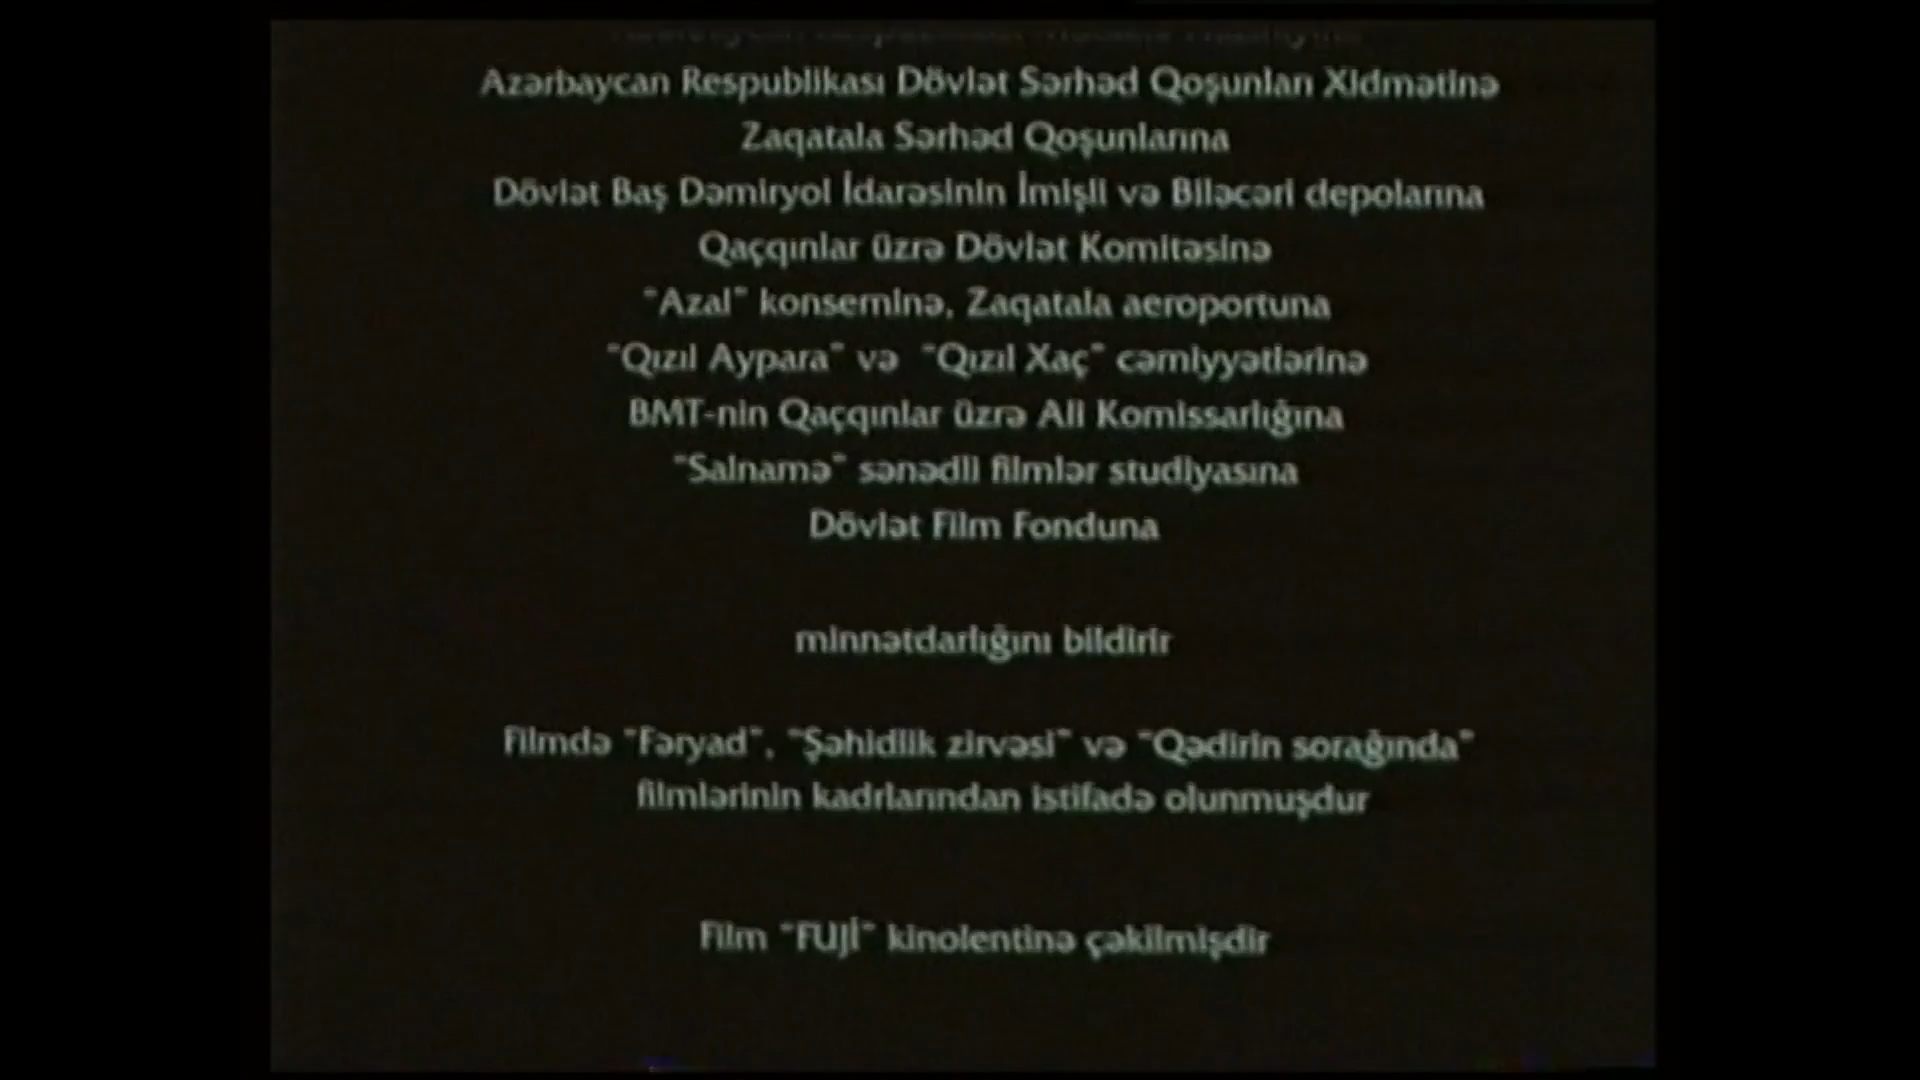 Azərbaycan Respublikası Dövlət Sərhəd Qoşunları Xidmətinə
Zaqatala Sərhəd Qoşunlarına
Dövlət Baş Dəmiryol İdarəsinin İmişli və Biləcəri depolarına
Qaçqınlar üzrə Dövlət Komitəsinə
"Azal" konserninə, Zaqatala aeroportuna
"Qızıl Aypara" və "Qızıl Xaç" cəmiyyətlərinə
BMT-nin Qaçqınlar üzrə Ali Komissarlığına
"Salnamə" sənədli filmlər studiyasına
Dövlət Film Fonduna
minnətdarlığını bildirir
Filmdə "Fəryad", "Şəhidlik zirvəsi" və "Qədirin sorağında"
filmlərinin kadrlarından istifadə olunmuşdur
Film "FUJİ" kinolentinə çəkilmişdir